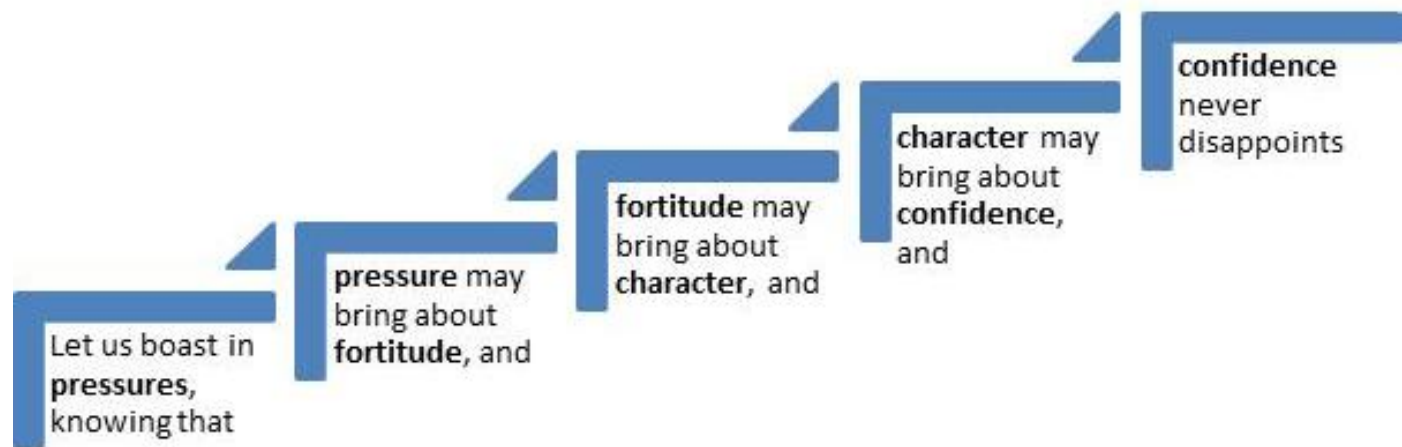 Let us boast in
pressures,
knowing that
pressure may
bring about
fortitude, and
fortitude may
bring about
character, and
character may
bring about
confidence,
and
confidence
never
disappoints